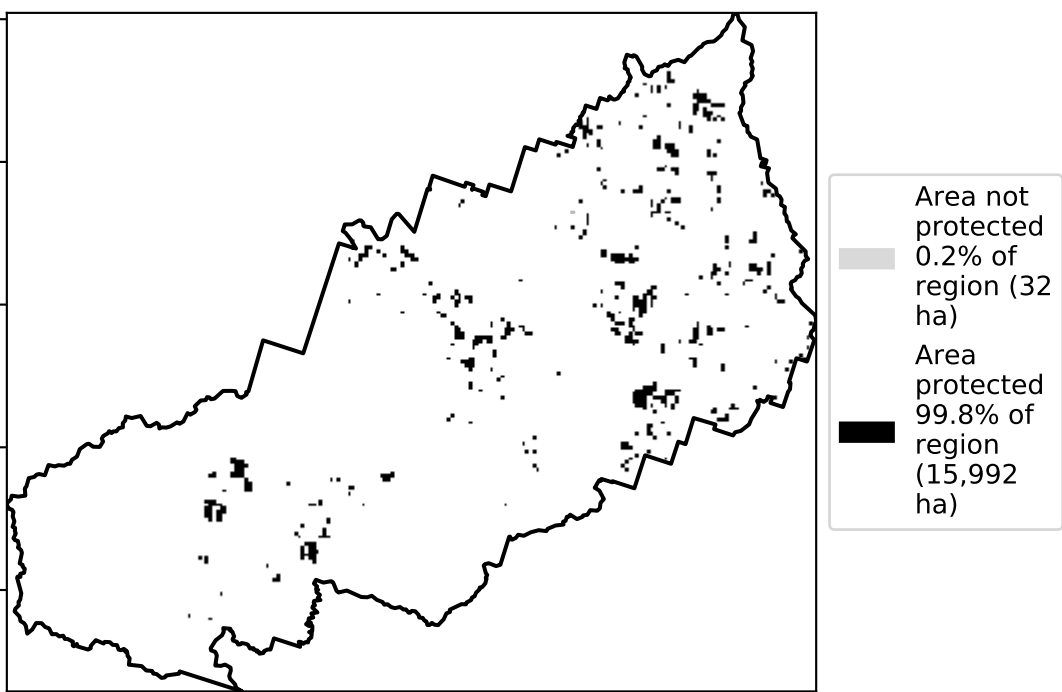 Area not
protected
0.2% of
region (32
ha)
Area
protected
99.8% of
region
(15,992
ha)